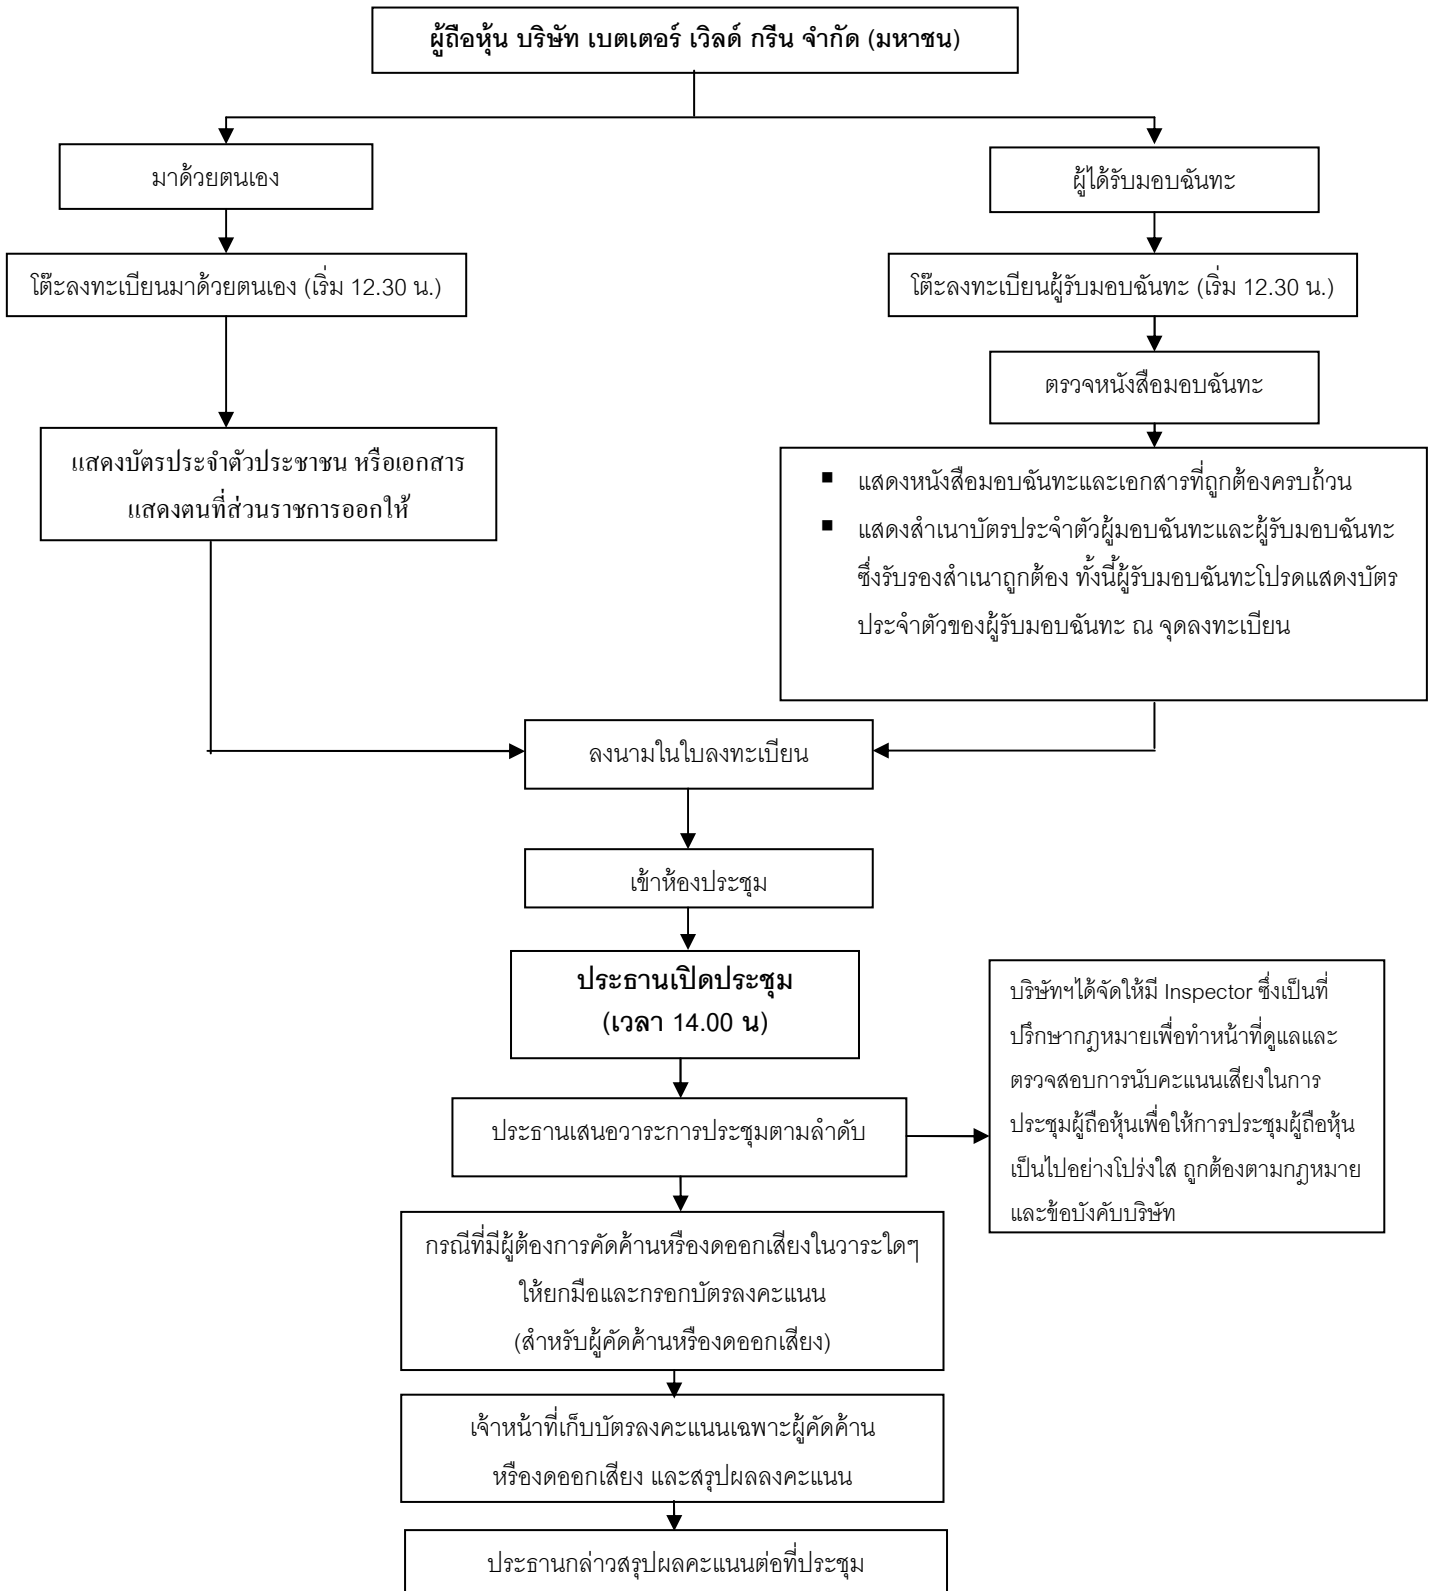 ผู้ถือหุ้น บริษัท เบตเตอร์ เวิลด์ กรีน จำกัด (มหาชน)
มาด้วยตนเอง
ผู้ได้รับมอบฉันทะ
โต๊ะลงทะเบียนมาด้วยตนเอง (เริ่ม 12.30 น.)
โต๊ะลงทะเบียนผู้รับมอบฉันทะ (เริ่ม 12.30 น.)
ตรวจหนังสือมอบฉันทะ
แสดงบัตรประจำตัวประชาชน หรือเอกสาร
แสดงตนที่ส่วนราชการออกให้
▪ แสดงหนังสือมอบฉันทะและเอกสารที่ถูกต้องครบถ้วน
▪ แสดงสำเนาบัตรประจำตัวผู้มอบฉันทะและผู้รับมอบฉันทะ
ซึ่งรับรองสำเนาถูกต้อง ทั้งนี้ผู้รับมอบฉันทะโปรดแสดงบัตร
ประจำตัวของผู้รับมอบฉันทะ ณ จุดลงทะเบียน
ลงนามในใบลงทะเบียน
เข้าห้องประชุม
ประธานเปิดประชุม
(เวลา 14.00 น)
ประธานเสนอวาระการประชุมตามลำดับ
บริษัทฯได้จัดให้มี Inspector ซึ่งเป็นที่
ปรึกษากฎหมายเพื่อทำหน้าที่ดูแลและ
ตรวจสอบการนับคะแนนเสียงในการ
ประชุมผู้ถือหุ้นเพื่อให้การประชุมผู้ถือหุ้น
เป็นไปอย่างโปร่งใส ถูกต้องตามกฎหมาย
และข้อบังคับบริษัท
กรณีที่มีผู้ต้องการคัดค้านหรืองดออกเสียงในวาระใดๆ
ให้ยกมือและกรอกบัตรลงคะแนน
(สำหรับผู้คัดค้านหรืองดออกเสียง)
เจ้าหน้าที่เก็บบัตรลงคะแนนเฉพาะผู้คัดค้าน
หรืองดออกเสียง และสรุปผลลงคะแนน
ประธานกล่าวสรุปผลคะแนนต่อที่ประชุม